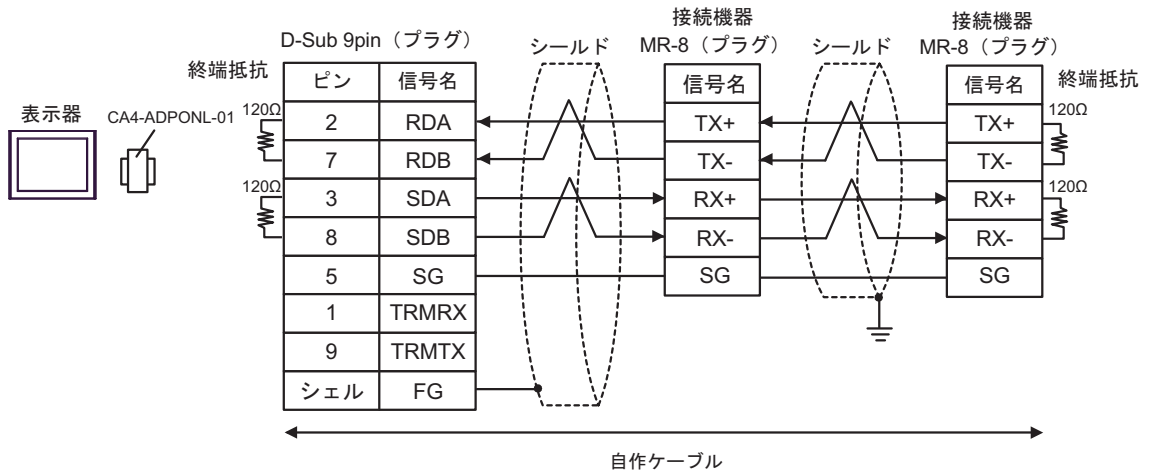 接続機器
接続機器
D-Sub 9pin（プラグ）
シールド
MR-8（プラグ）
シールド
MR-8（プラグ）
終端抵抗
ピン 信号名
信号名
信号名
終端抵抗
表示器
CA4-ADPONL-01
120Ω
2 RDA
TX+
TX+
120Ω
7 RDB
TX-
TX-
120Ω
3 SDA
RX+
RX+
120Ω
8 SDB
RX-
RX-
5 SG
SG
SG
1 TRMRX
9 TRMTX
シェル FG
自作ケーブル